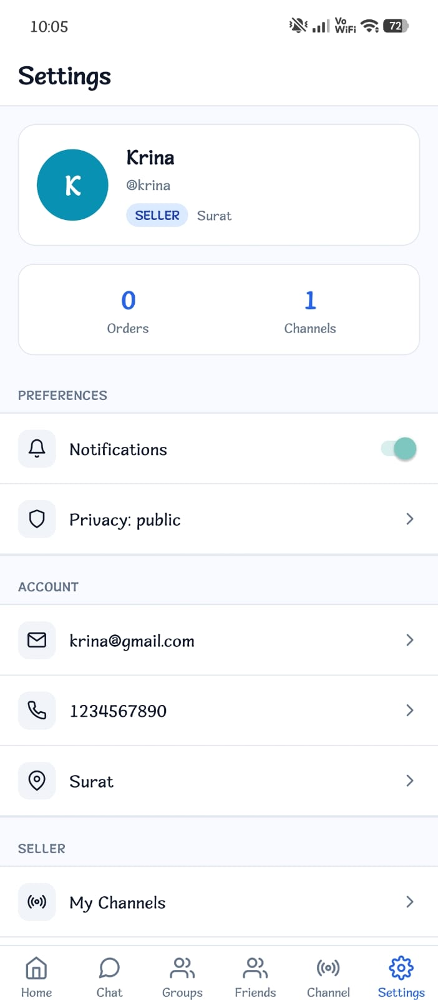 10:05
Vo
WiFi
72
Settings
K
Krina
@krina
SELLER Surat
0 1
Orders Channels
PREFERENCES
Notifications
Privacy: public
ACCOUNT
krina@gmail.com
1234567890
Surat
SELLER
My Channels
Home Chat Groups Friends Channel Settings